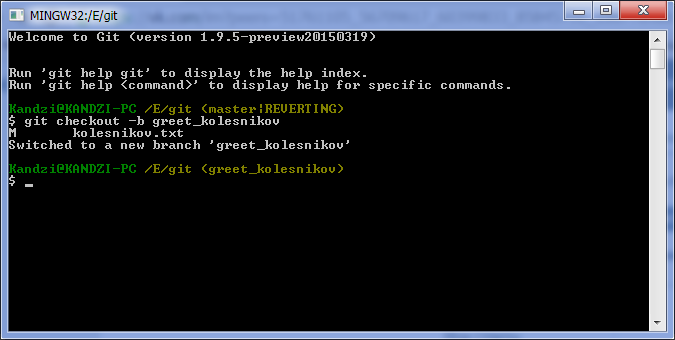 MINGW32:/E/git
Welcome to Git (version 1.9.5-preview20150319)
Run 'git help git' to display the help index.
Run 'git help <command>' to display help for specific commands.
Kandzi@KANDZI-PC /E/git (master|REVERTING)
$ git checkout -b greet_kolesnikov
M       kolesnikov.txt
Switched to a new branch 'greet_kolesnikov'
Kandzi@KANDZI-PC /E/git (greet_kolesnikov)
$